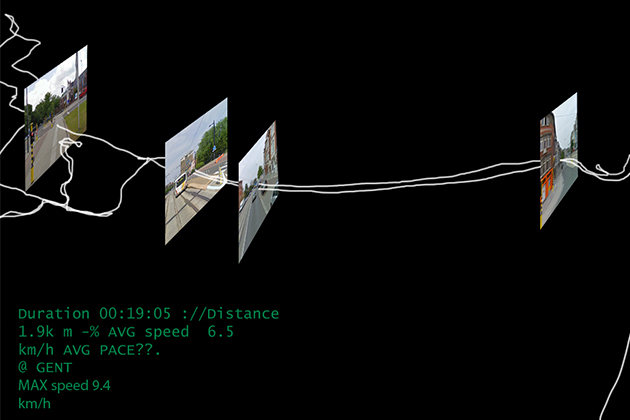 Duration 00:19:05 ://Distance
1.9k m -% AVG speed 6.5
km/h AVG PACE??.
@ GENT
MAX speed 9.4
km/h